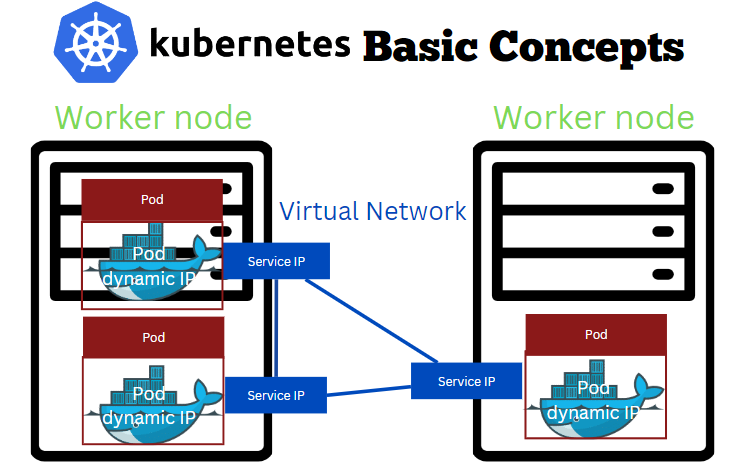 kubernetes Basic Concepts
Worker node
Worker node
Virtual Network
Pod
Pod
dynamic IP
Service IP
Pod
Pod
dynamic IP
Service IP
Service IP
Pod
Pod
dynamic IP